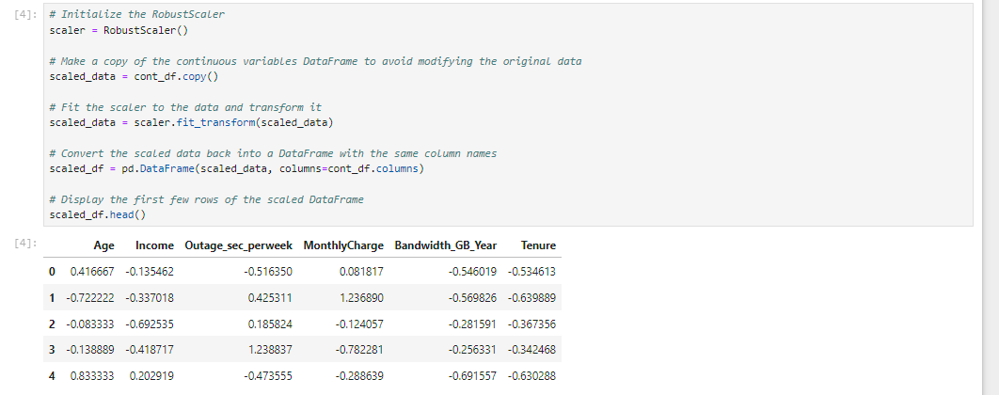 [4]: # Initialize the RobustScaler
scaler = RobustScaler()
# Make a copy of the continuous variables DataFrame to avoid modifying the original data
scaled_data = cont_df.copy()
# Fit the scaler to the data and transform it
scaled_data = scaler.fit_transform(scaled_data)
# Convert the scaled data back into a DataFrame with the same column names
scaled_df = pd.DataFrame(scaled_data, columns=cont_df.columns)
# Display the first few rows of the scaled DataFrame
scaled_df.head()
[4]: Age Income Outage_sec_perweek MonthlyCharge Bandwidth_GB_Year Tenure
0 0.416667 -0.135462 -0.516350 0.081817 -0.546019 -0.534613
1 -0.722222 -0.337018 0.425311 1.236890 -0.569826 -0.639889
2 -0.083333 -0.692535 0.185824 -0.124057 -0.281591 -0.367356
3 -0.138889 -0.418717 1.238837 -0.782281 -0.256331 -0.342468
4 0.833333 0.202919 -0.473555 -0.288639 -0.691557 -0.630288